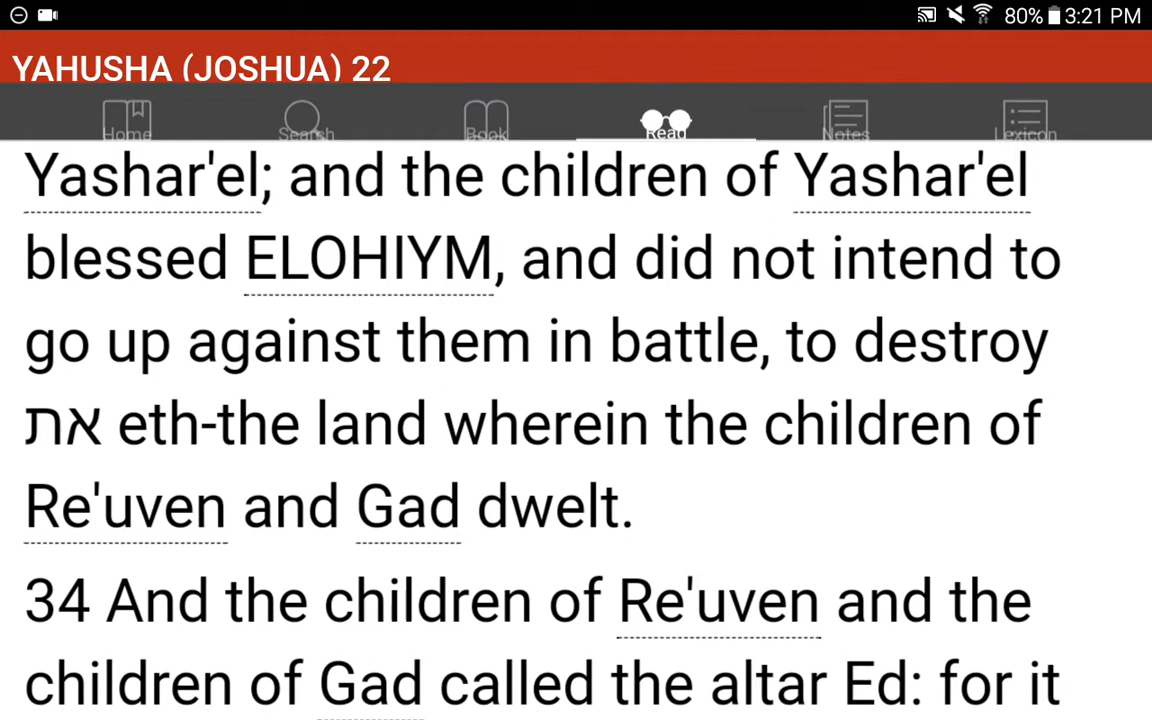 80% 3:21 PM
YAHUSHA (JOSHUA) 22
Home Search Book Read Notes Lexicon
Yashar'el; and the children of Yashar'el
blessed ELOHIYM, and did not intend to
go up against them in battle, to destroy
את eth-the land wherein the children of
Re'uven and Gad dwelt.
34 And the children of Re'uven and the
children of Gad called the altar Ed: for it